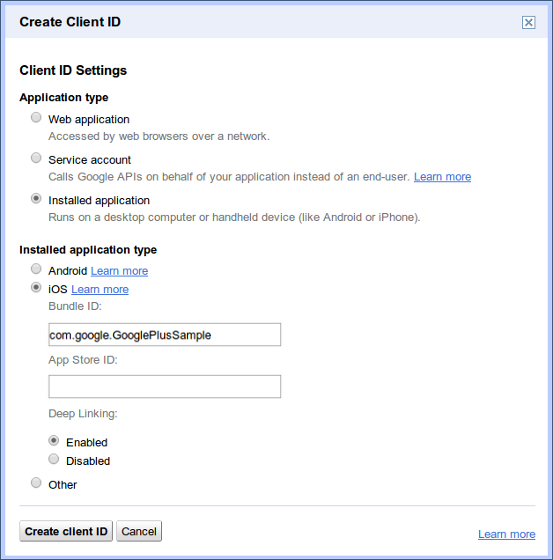 Create Client ID
Client ID Settings
Application type
Web application
Accessed by web browsers over a network.
Service account
Calls Google APIs on behalf of your application instead of an end-user. Learn more
Installed application
Runs on a desktop computer or handheld device (like Android or iPhone).
Installed application type
Android Learn more
iOS Learn more
Bundle ID:
com.google.GooglePlusSample
App Store ID:
Deep Linking:
Enabled
Disabled
Other
Create client ID Cancel Learn more